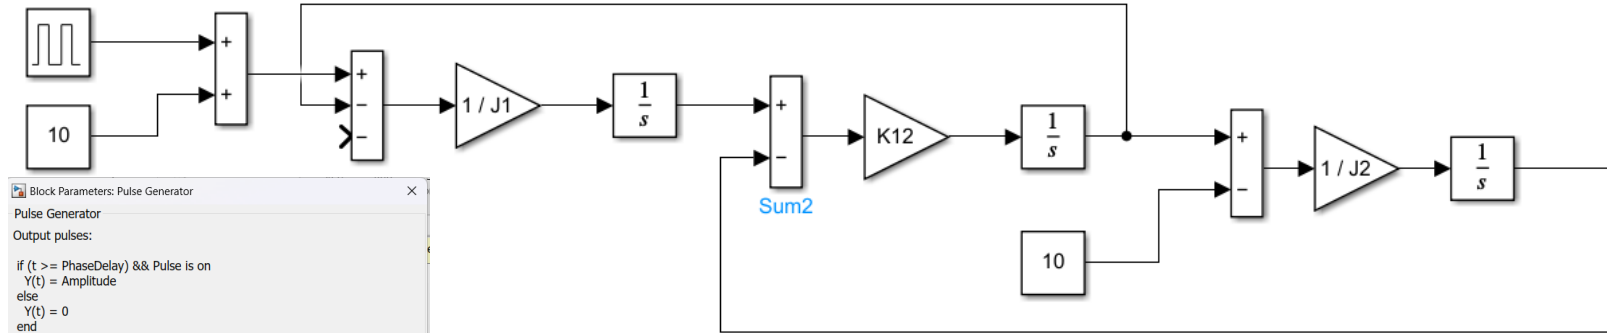 +
+
10
+
−
−
1 / J1
1
s
+
−
Sum2
K12
1
s
+
−
10
1 / J2
1
s
Block Parameters: Pulse Generator
Pulse Generator
Output pulses:
if (t >= PhaseDelay) && Pulse is on
Y(t) = Amplitude
else
Y(t) = 0
end